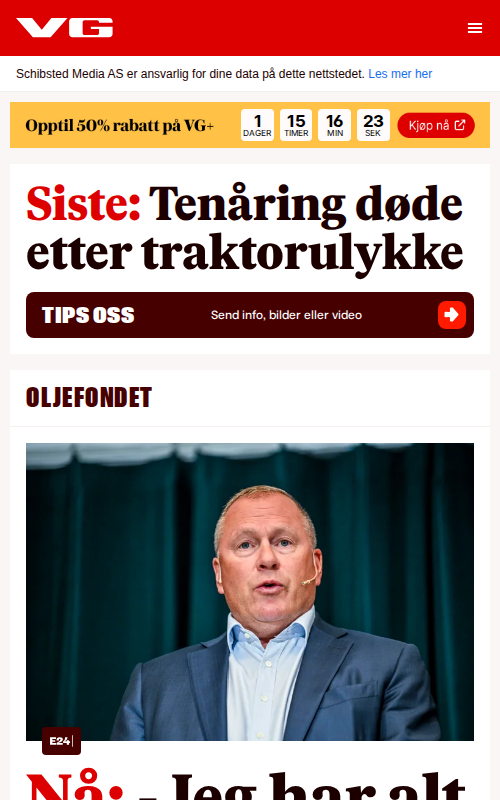 VG
Schibsted Media AS er ansvarlig for dine data på dette nettstedet. Les mer her
Opptil 50% rabatt på VG+
1 15 16 23
DAGER TIMER MIN SEK
Kjøp nå
Siste: Tenåring døde
etter traktorulykke
TIPS OSS
Send info, bilder eller video
OLJEFONDET
E24
Nå: - Jeg har alt